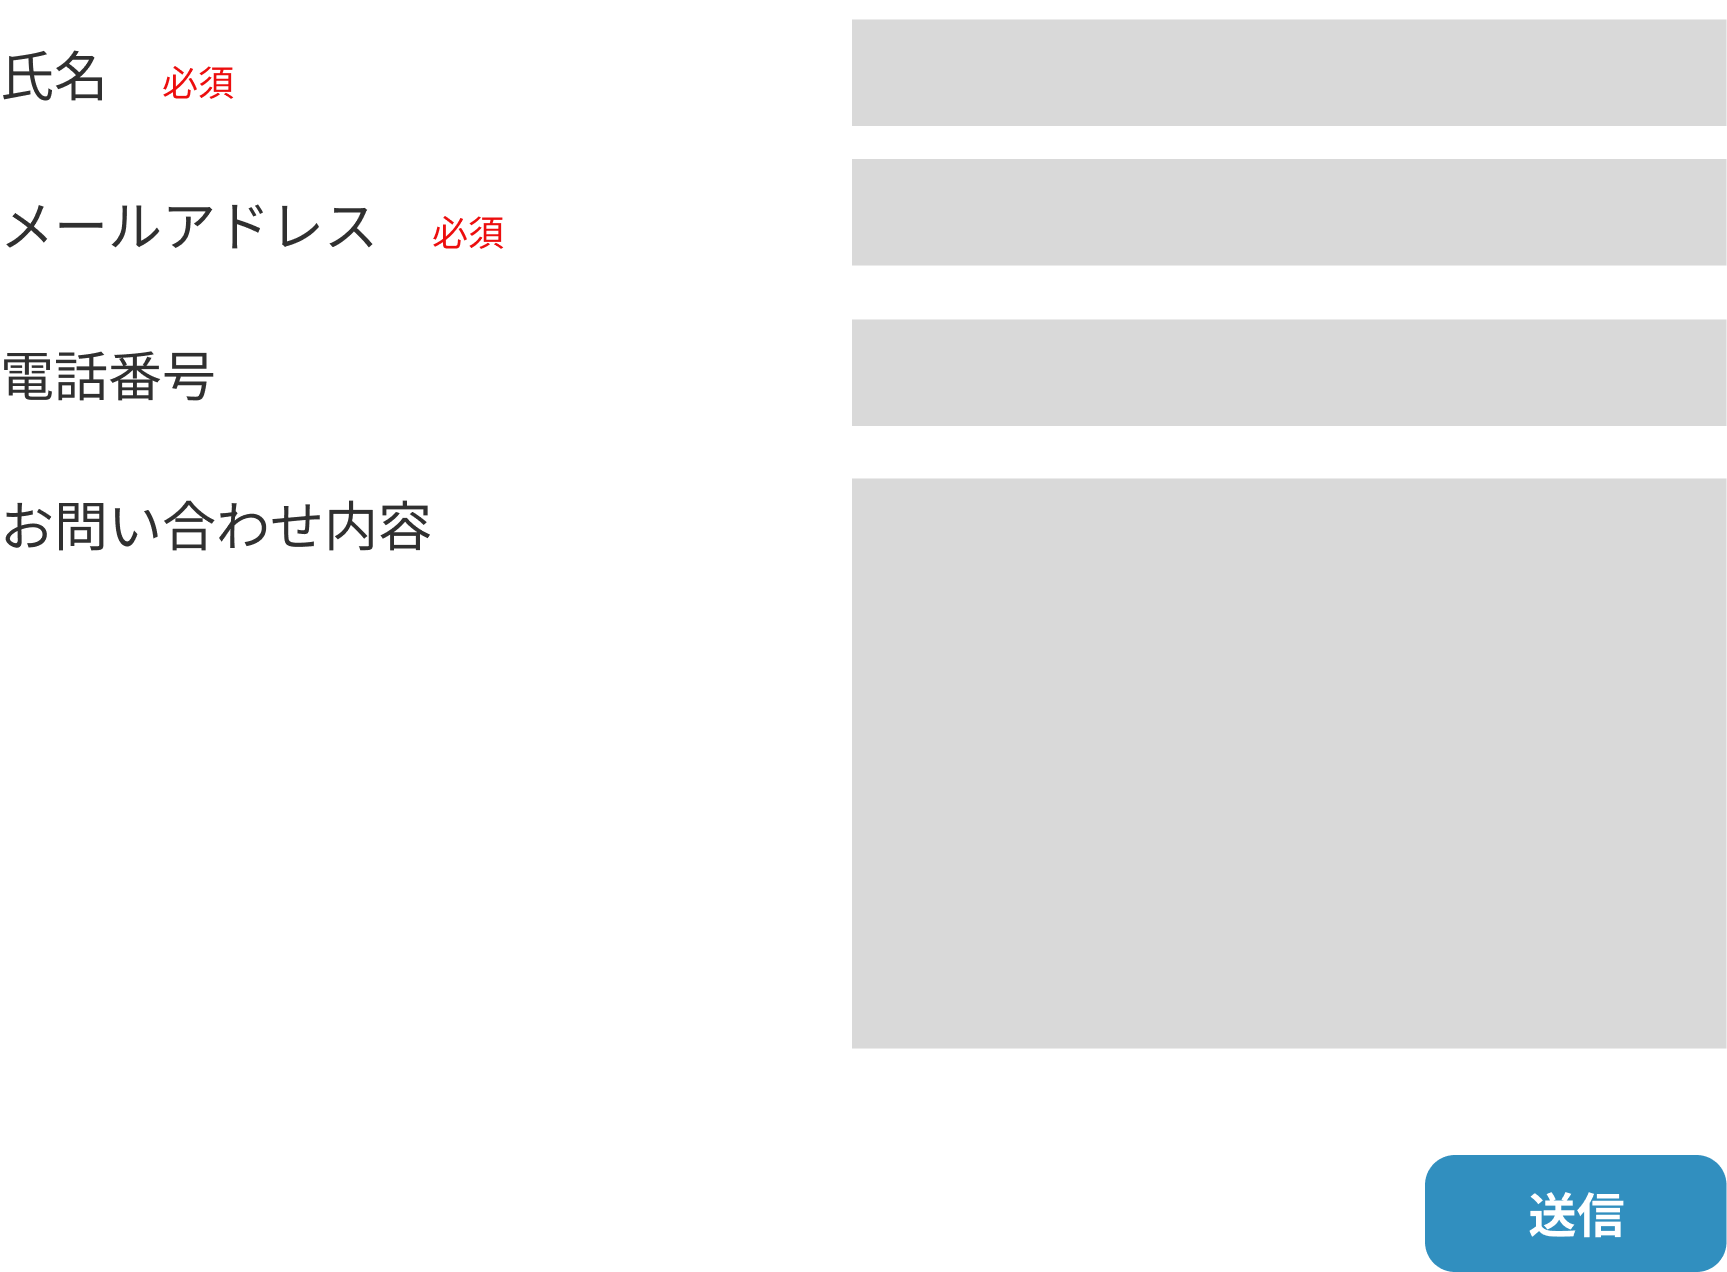 氏名 必須
メールアドレス 必須
電話番号
お問い合わせ内容
送信